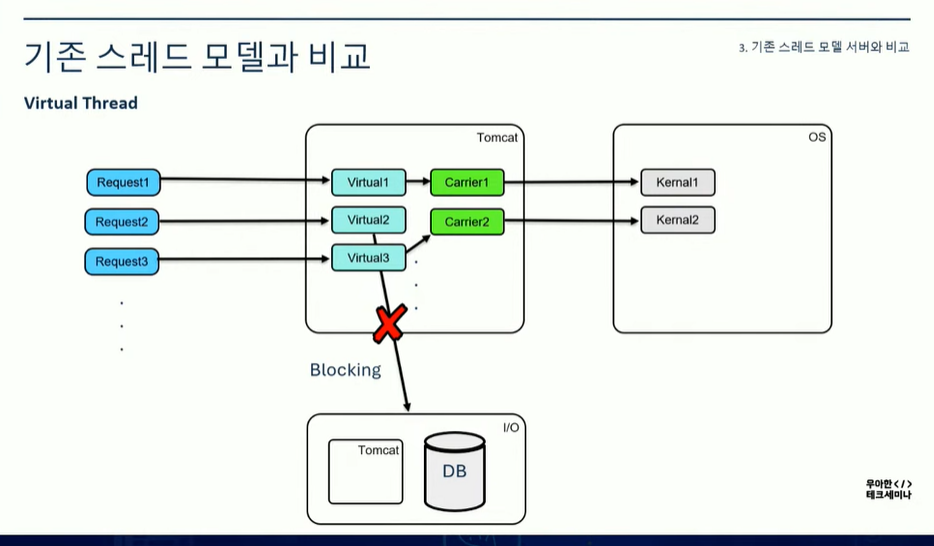 기존 스레드 모델과 비교
3. 기존 스레드 모델 서버와 비교
Virtual Thread
Tomcat
OS
Request1
Virtual1
Carrier1
Kernal1
Request2
Virtual2
Carrier2
Kernal2
Request3
Virtual3
Blocking
I/O
Tomcat
DB
우아한</>
테크세미나